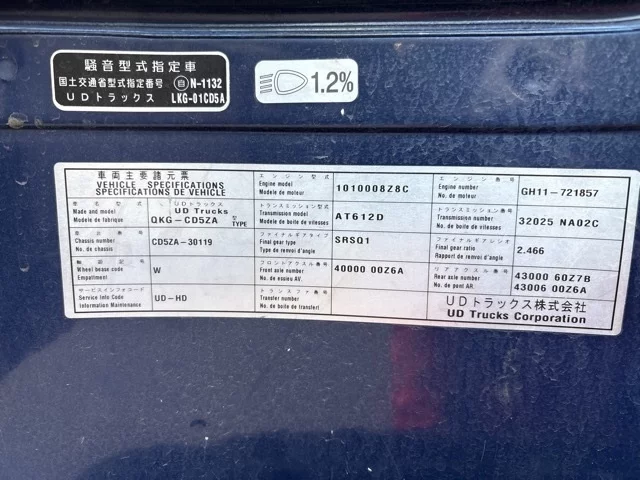 騒音型式指定車
国土交通省型式指定番号 自N-1132
UDトラックス LKG-01CD5A
1.2%
車両主要諸元票
VEHICLE SPECIFICATIONS
SPECIFICATIONS DE VEHICLE
エンジン型式
Engine model
Modele de moteur
1010008Z8C
エンジン番号
Engine number
No. de moteur
GH11-721857
車名型式
Made and model
Modele de fabrique
UDトラックス
UD Trucks
QKG-CD5ZA TYPE
トランスミッション型式
Transmission model
Modele de boite de vitesses
AT612D
トランスミッション番号
Transmission number
No. de boite de vitesses
32025 NA02C
車台番号
Chassis number
No. de chassis
CD5ZA-30119
ファイナルギアタイプ
Final gear type
Type de renvoi d'angle
SRSQ1
ファイナルギアレシオ
Final gear ratio
Rapport de renvoi d'angle
2.466
軸距記号
Wheel basee code
Empattement
W
フロントアクスル番号
Front axle number
No. de essieu AV.
40000 00Z6A
リアアクスル番号
Rear axle number
No. de pont AR.
43000 60Z7B
43006 00Z6A
サービスインフォコード
Service Info Code
Information Maintenance
UD-HD
トランスファ番号
Transfer number
No. de boite de transfert
UDトラックス株式会社
UD Trucks Corporation